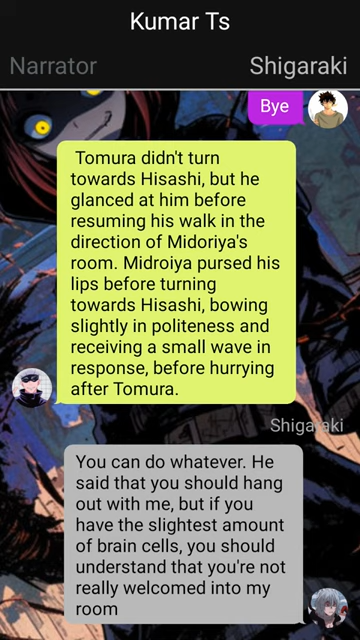 Kumar Ts
Narrator
Shigaraki
Bye
Tomura didn't turn
towards Hisashi, but he
glanced at him before
resuming his walk in the
direction of Midoriya's
room. Midroiya pursed his
lips before turning
towards Hisashi, bowing
slightly in politeness and
receiving a small wave in
response, before hurrying
after Tomura.
Shigaraki
You can do whatever. He
said that you should hang
out with me, but if you
have the slightest amount
of brain cells, you should
understand that you're not
really welcomed into my
room